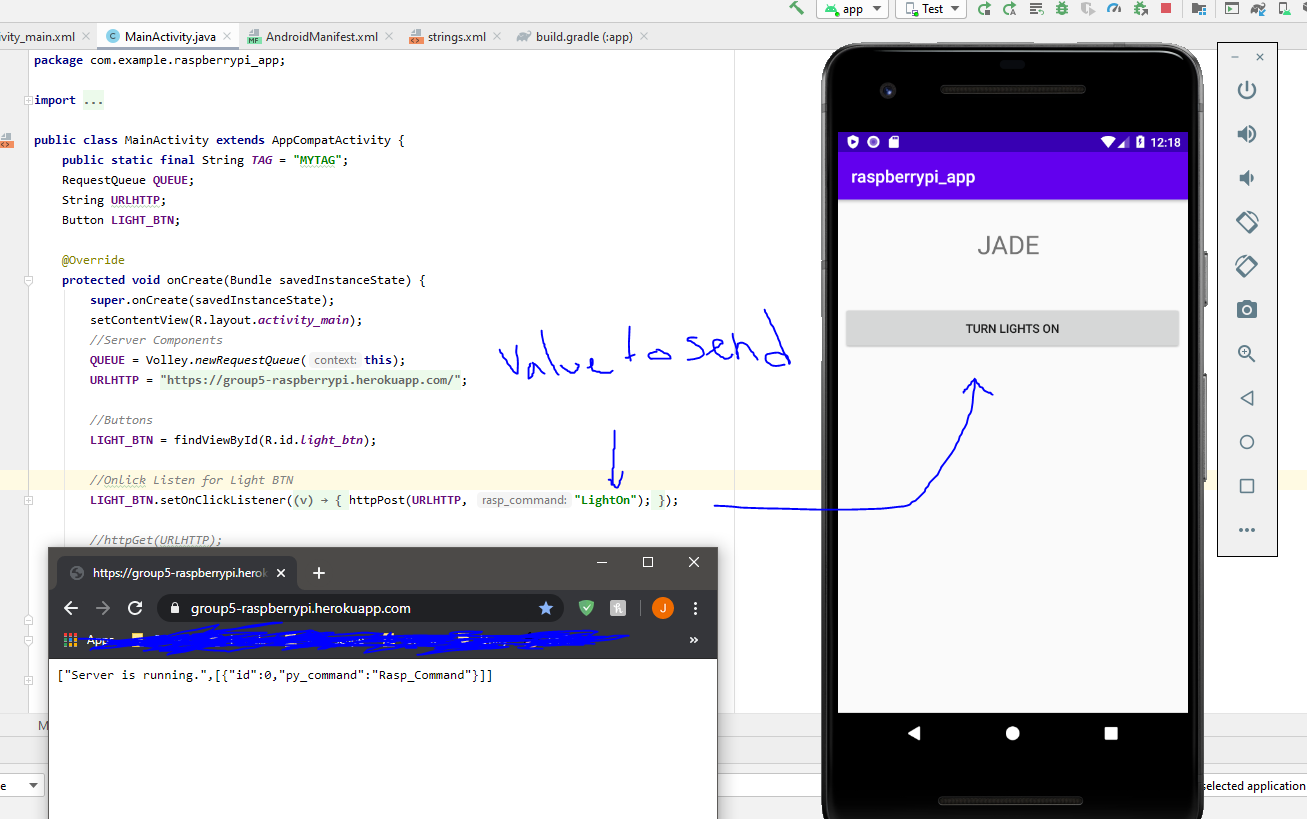 app
Test
ivity_main.xml
MainActivity.java
AndroidManifest.xml
strings.xml
build.gradle (:app)
package com.example.raspberrypi_app;
import ...
public class MainActivity extends AppCompatActivity {
public static final String TAG = "MYTAG";
RequestQueue QUEUE;
String URLHTTP;
Button LIGHT_BTN;
@Override
protected void onCreate(Bundle savedInstanceState) {
super.onCreate(savedInstanceState);
setContentView(R.layout.activity_main);
//Server Components
QUEUE = Volley.newRequestQueue( context: this);
URLHTTP = "https://group5-raspberrypi.herokuapp.com/";
//Buttons
LIGHT_BTN = findViewById(R.id.light_btn);
//Onlick Listen for Light BTN
LIGHT_BTN.setOnClickListener((v) → { httpPost(URLHTTP, rasp_command: "LightOn"); });
//httpGet(URLHTTP);
value to send
12:18
raspberrypi_app
JADE
TURN LIGHTS ON
https://group5-raspberrypi.herok
group5-raspberrypi.herokuapp.com
J
Apps
»
["Server is running.",[{"id":0,"py_command":"Rasp_Command"}]]
M
e
selected application